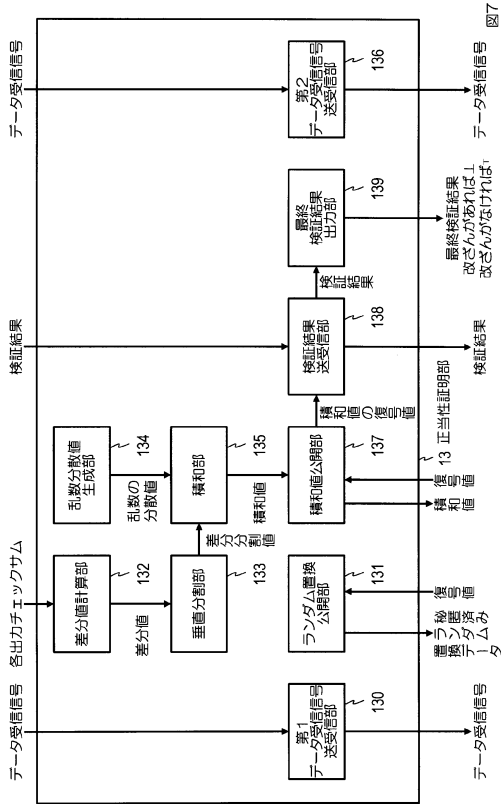 図7
データ受信信号
各出力チェックサム
検証結果
データ受信信号
第1
データ受信信号
送受信部
130
差分値計算部
132
差分値
垂直分割部
133
差分分割値
乱数分散値
生成部
134
乱数の
分散値
積和部
135
積和値
ランダム置換
公開部
131
積和値公開部
137
積和値の復号値
検証結果
送受信部
138
検証結果
最終
検証結果
出力部
139
第2
データ受信信号
送受信部
136
13 正当性証明部
データ受信信号
秘匿済み
ランダム
置換データ
復号値
積和値
復号値
検証結果
最終検証結果
改ざんがあれば⊥
改ざんがなければ⊤
データ受信信号